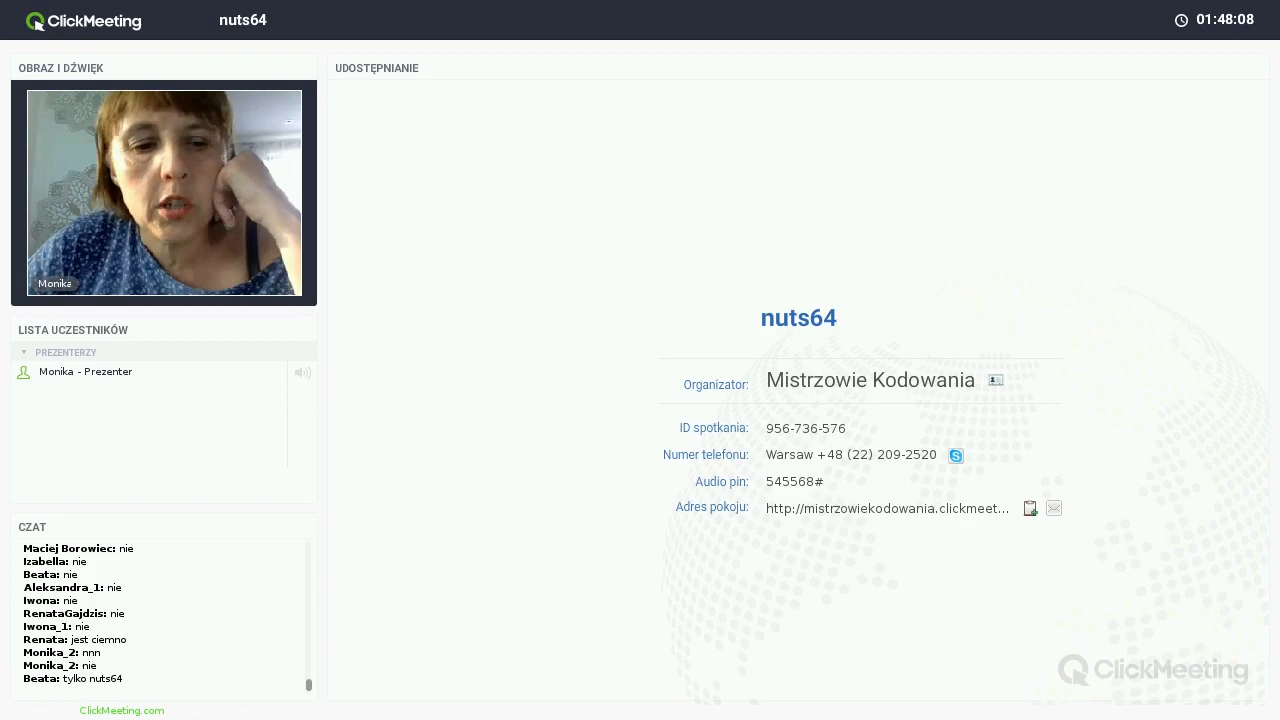 ClickMeeting
nuts64
01:48:08
OBRAZ I DŹWIĘK
Monika
LISTA UCZESTNIKÓW
PREZENTERZY
Monika - Prezenter
CZAT
Maciej Borowiec: nie
Izabella: nie
Beata: nie
Aleksandra_1: nie
Iwona: nie
RenataGajdzis: nie
Iwona_1: nie
Renata: jest ciemno
Monika_2: nnn
Monika_2: nie
Beata: tylko nuts64
ClickMeeting.com
UDOSTĘPNIANIE
nuts64
Organizator: Mistrzowie Kodowania
ID spotkania: 956-736-576
Numer telefonu: Warsaw +48 (22) 209-2520
Audio pin: 545568#
Adres pokoju: http://mistrzowiekodowania.clickmeet...
ClickMeeting